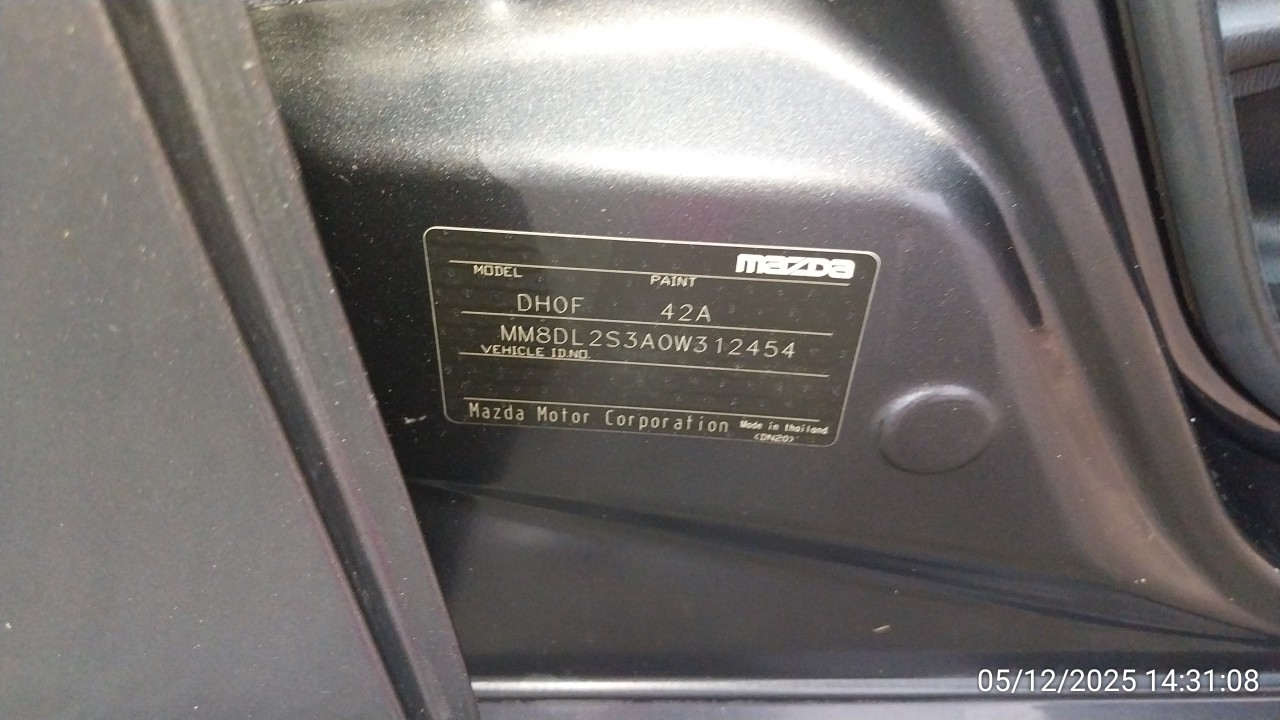 mazda
MODEL PAINT
DH0F 42A
MM8DL2S3A0W312454
VEHICLE ID.NO.
Mazda Motor Corporation Made in thailand
(DN20)
05/12/2025 14:31:08